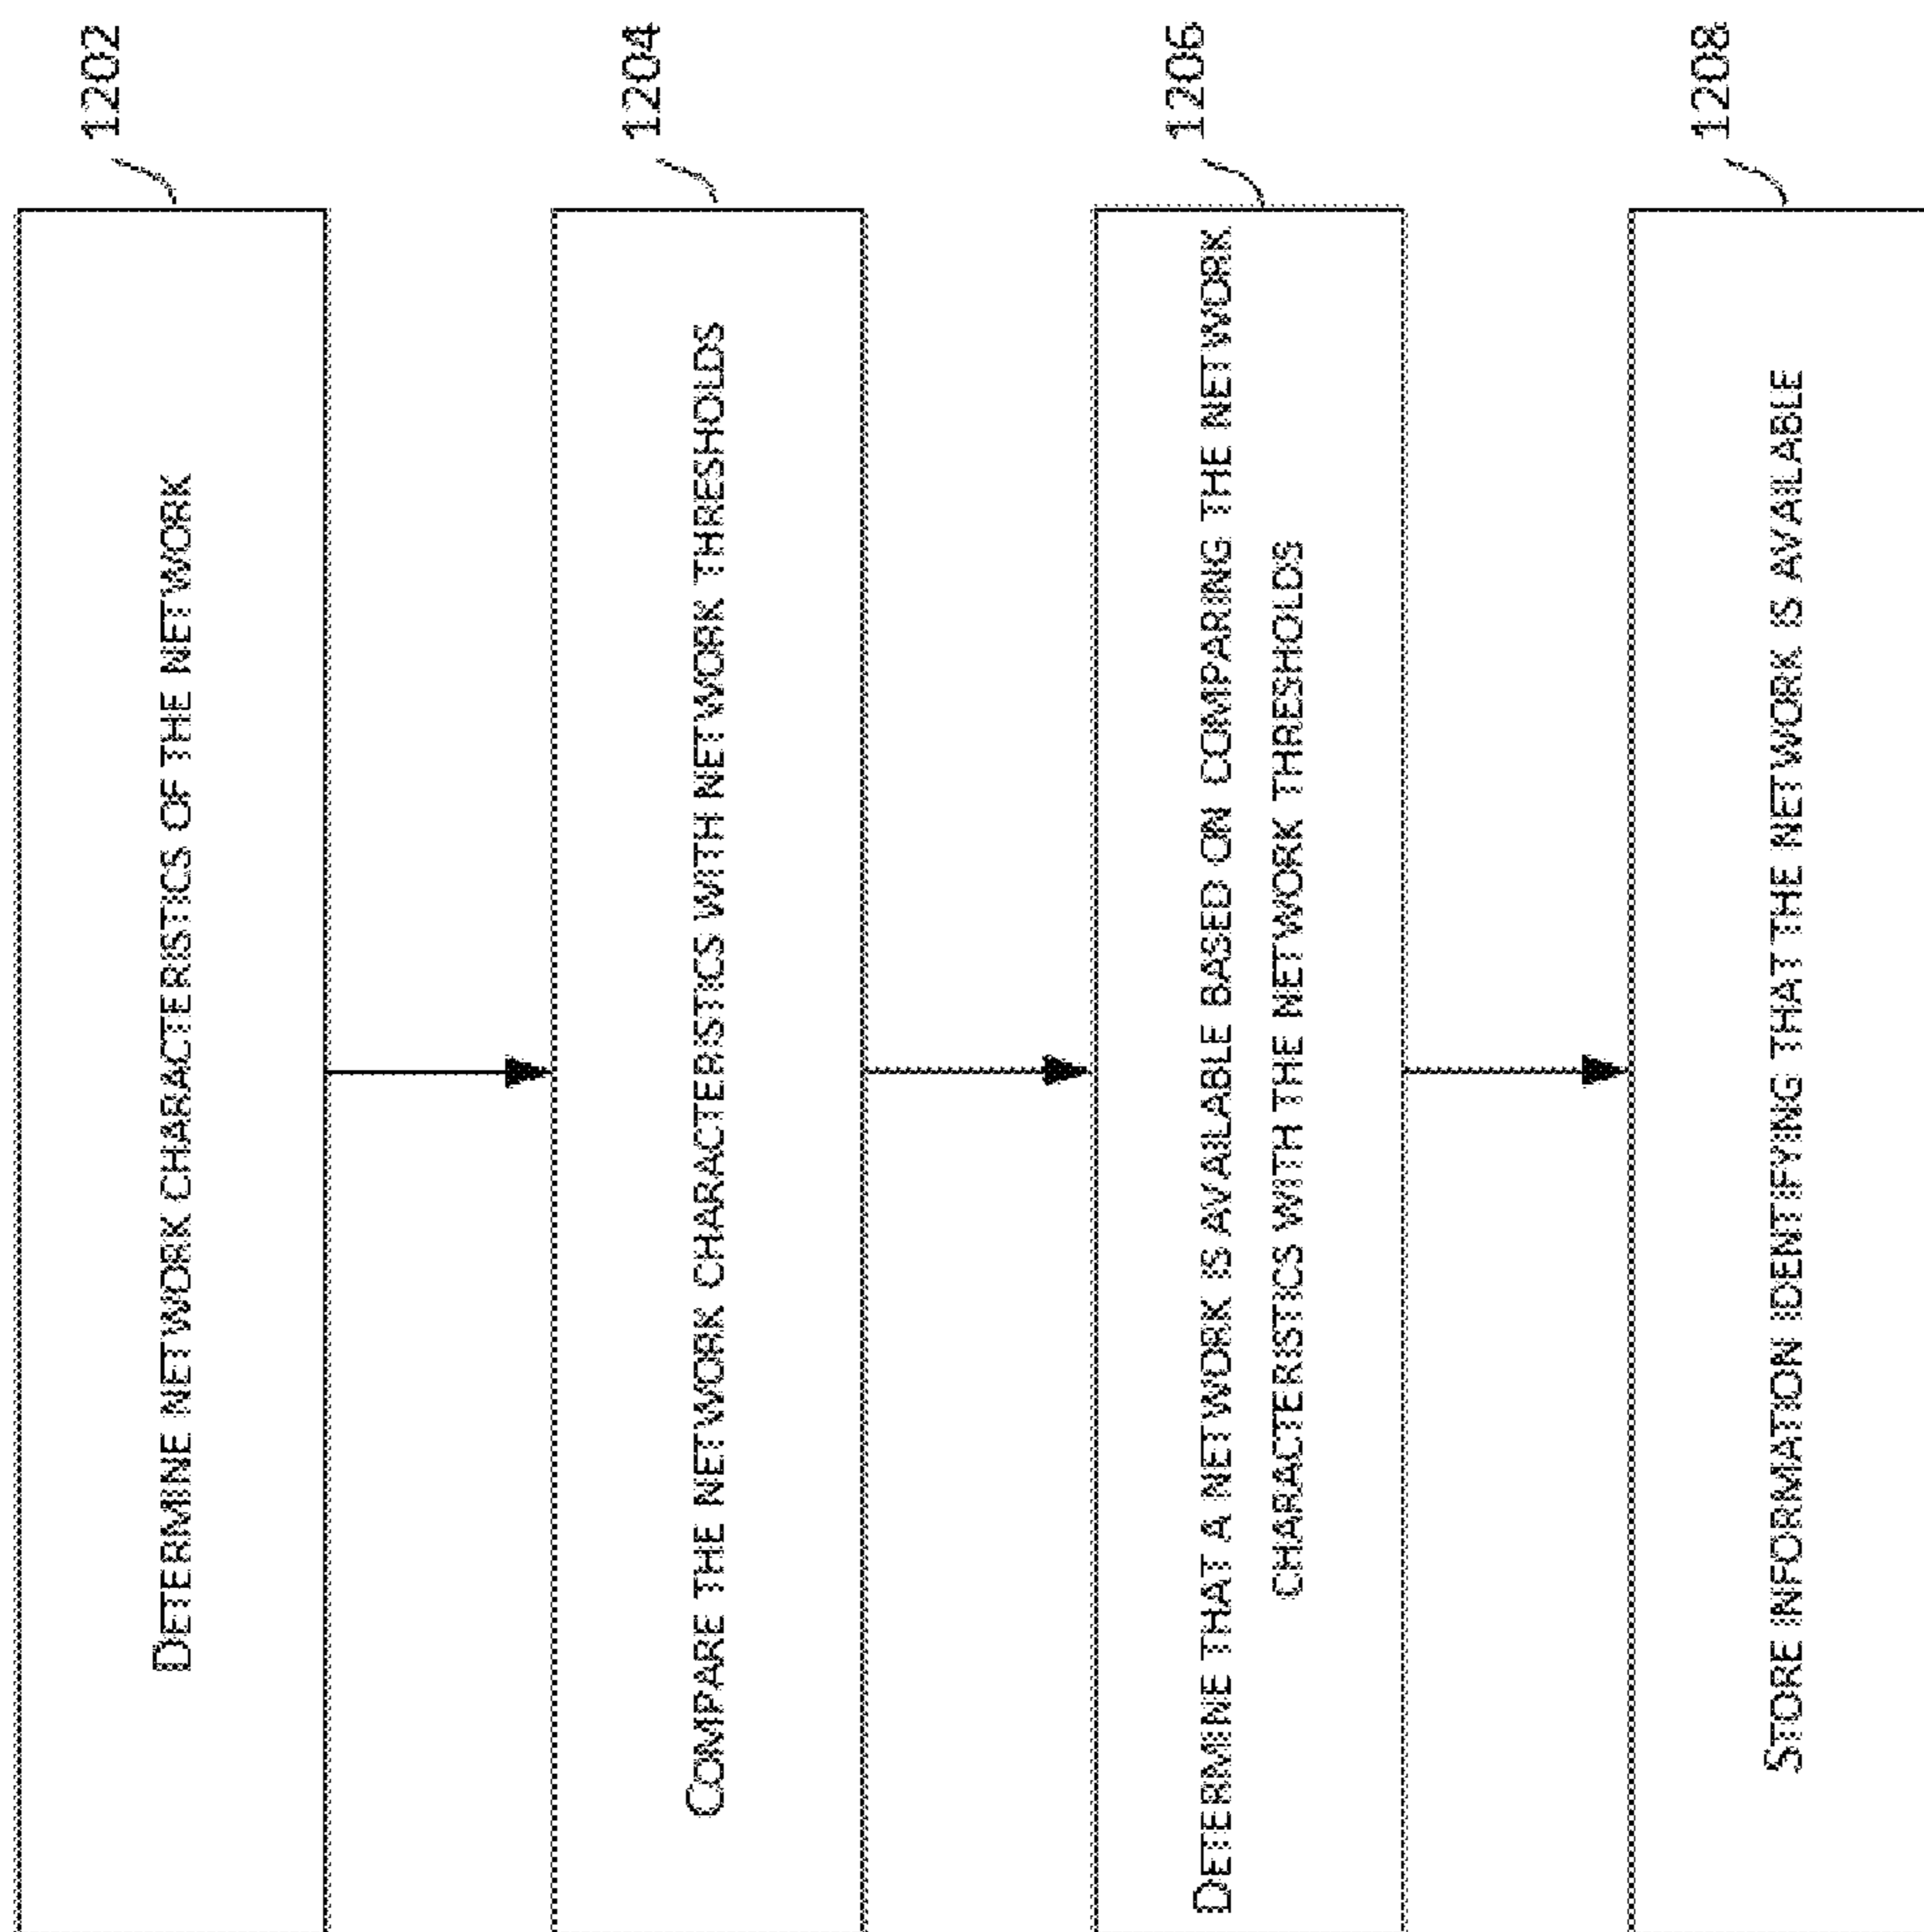 1202
DETERMINE NETWORK CHARACTERISTICS OF THE NETWORK
1204
COMPARE THE NETWORK CHARACTERISTICS WITH NETWORK THRESHOLDS
1206
DETERMINE THAT A NETWORK IS AVAILABLE BASED ON COMPARING THE NETWORK
CHARACTERISTICS WITH THE NETWORK THRESHOLDS
1208
STORE INFORMATION IDENTIFYING THAT THE NETWORK IS AVAILABLE